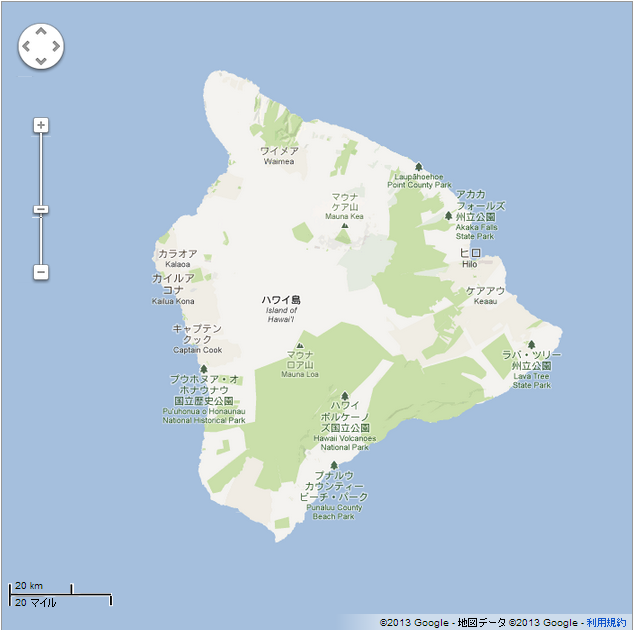 ワイメア
Waimea
Laupāhoehoe
Point County Park
マウナ
ケア山
Mauna Kea
アカカ
フォールズ
州立公園
Akaka Falls
State Park
カラオア
Kalaoa
ヒロ
Hilo
カイルア
コナ
Kailua Kona
ケアアウ
Keaau
ハワイ島
Island of
Hawai'i
キャプテン
クック
Captain Cook
マウナ
ロア山
Mauna Loa
ラバ・ツリー
州立公園
Lava Tree
State Park
プウホヌア・オ
ホナウナウ
国立歴史公園
Pu'uhonua o Honaunau
National Historical Park
ハワイ
ボルケーノ
ズ国立公園
Hawaii Volcanoes
National Park
プナルウ
カウンティー
ビーチ・パーク
Punaluu County
Beach Park
20 km
20 マイル
©2013 Google - 地図データ ©2013 Google - 利用規約